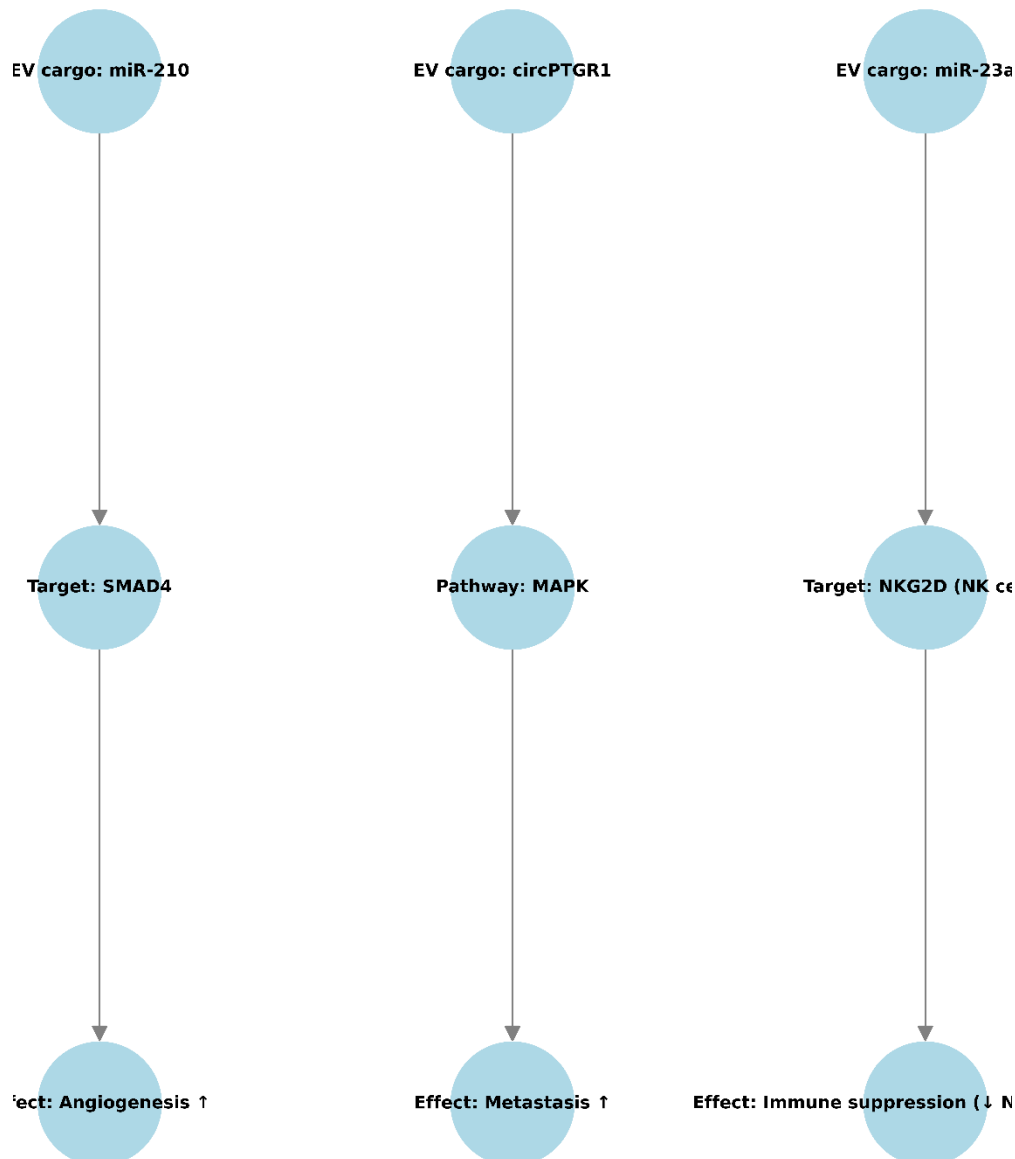 EV cargo: miR-210 EV cargo: circPTGR1 EV cargo: miR-23a
Target: SMAD4 Pathway: MAPK Target: NKG2D (NK ce
fect: Angiogenesis ↑ Effect: Metastasis ↑ Effect: Immune suppression (↓ N